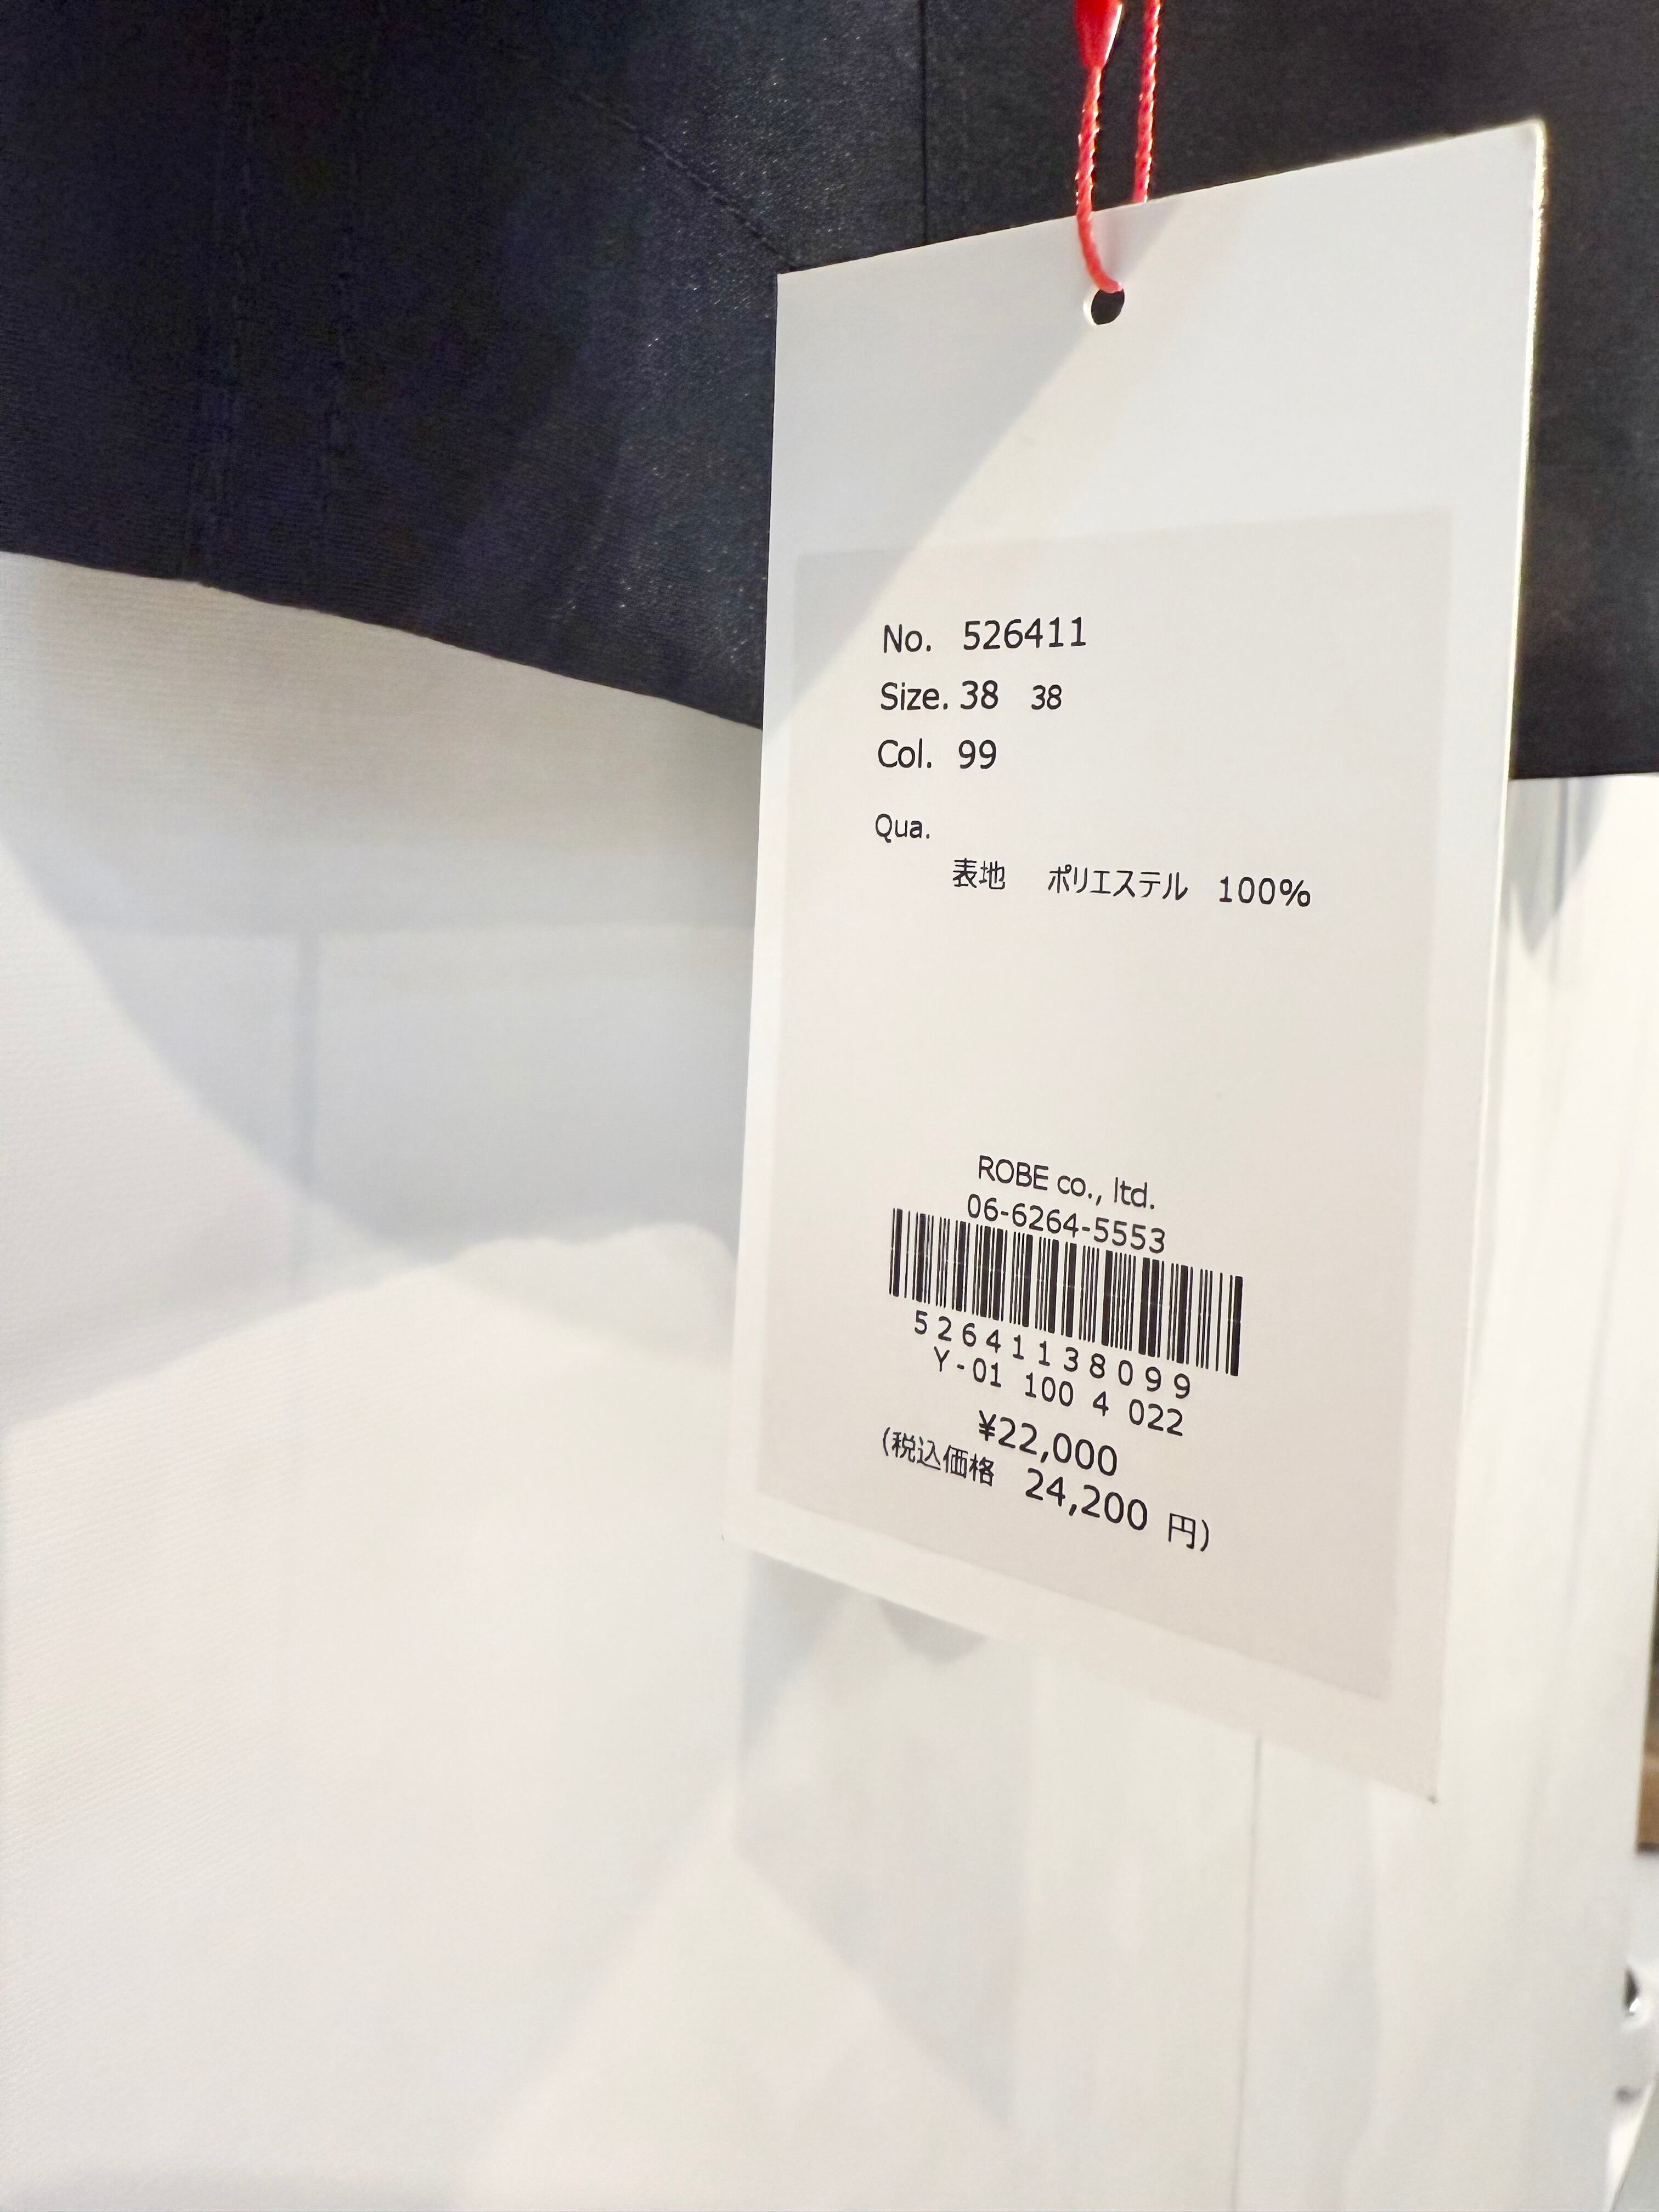 No. 526411
Size. 38 38
Col. 99
Qua.
表地 ポリエステル 100%
ROBE co., ltd.
06-6264-5553
52641138099
Y-01 100 4 022
¥22,000
(税込価格 24,200 円)